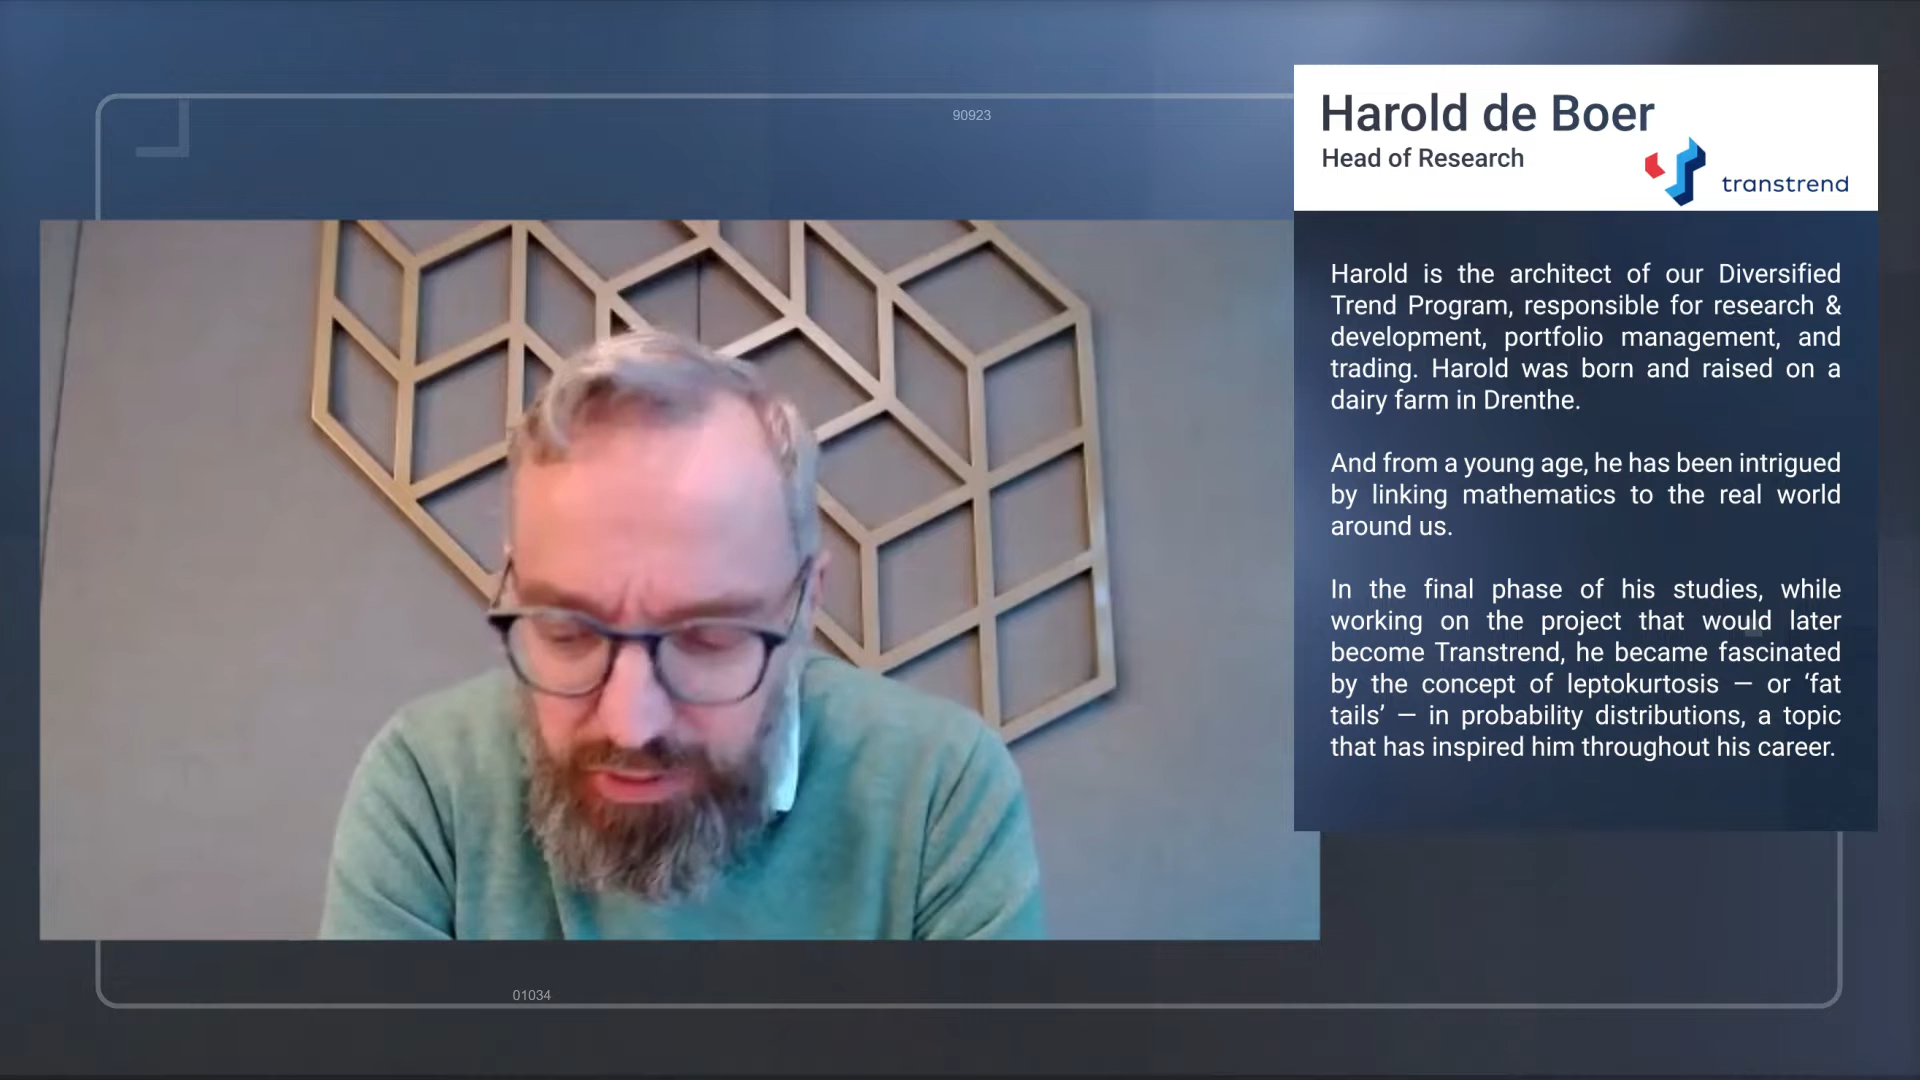 90923
Harold de Boer
Head of Research
transtrend
Harold is the architect of our Diversified
Trend Program, responsible for research &
development, portfolio management, and
trading. Harold was born and raised on a
dairy farm in Drenthe.
And from a young age, he has been intrigued
by linking mathematics to the real world
around us.
In the final phase of his studies, while
working on the project that would later
become Transtrend, he became fascinated
by the concept of leptokurtosis — or ‘fat
tails’ — in probability distributions, a topic
that has inspired him throughout his career.
01034